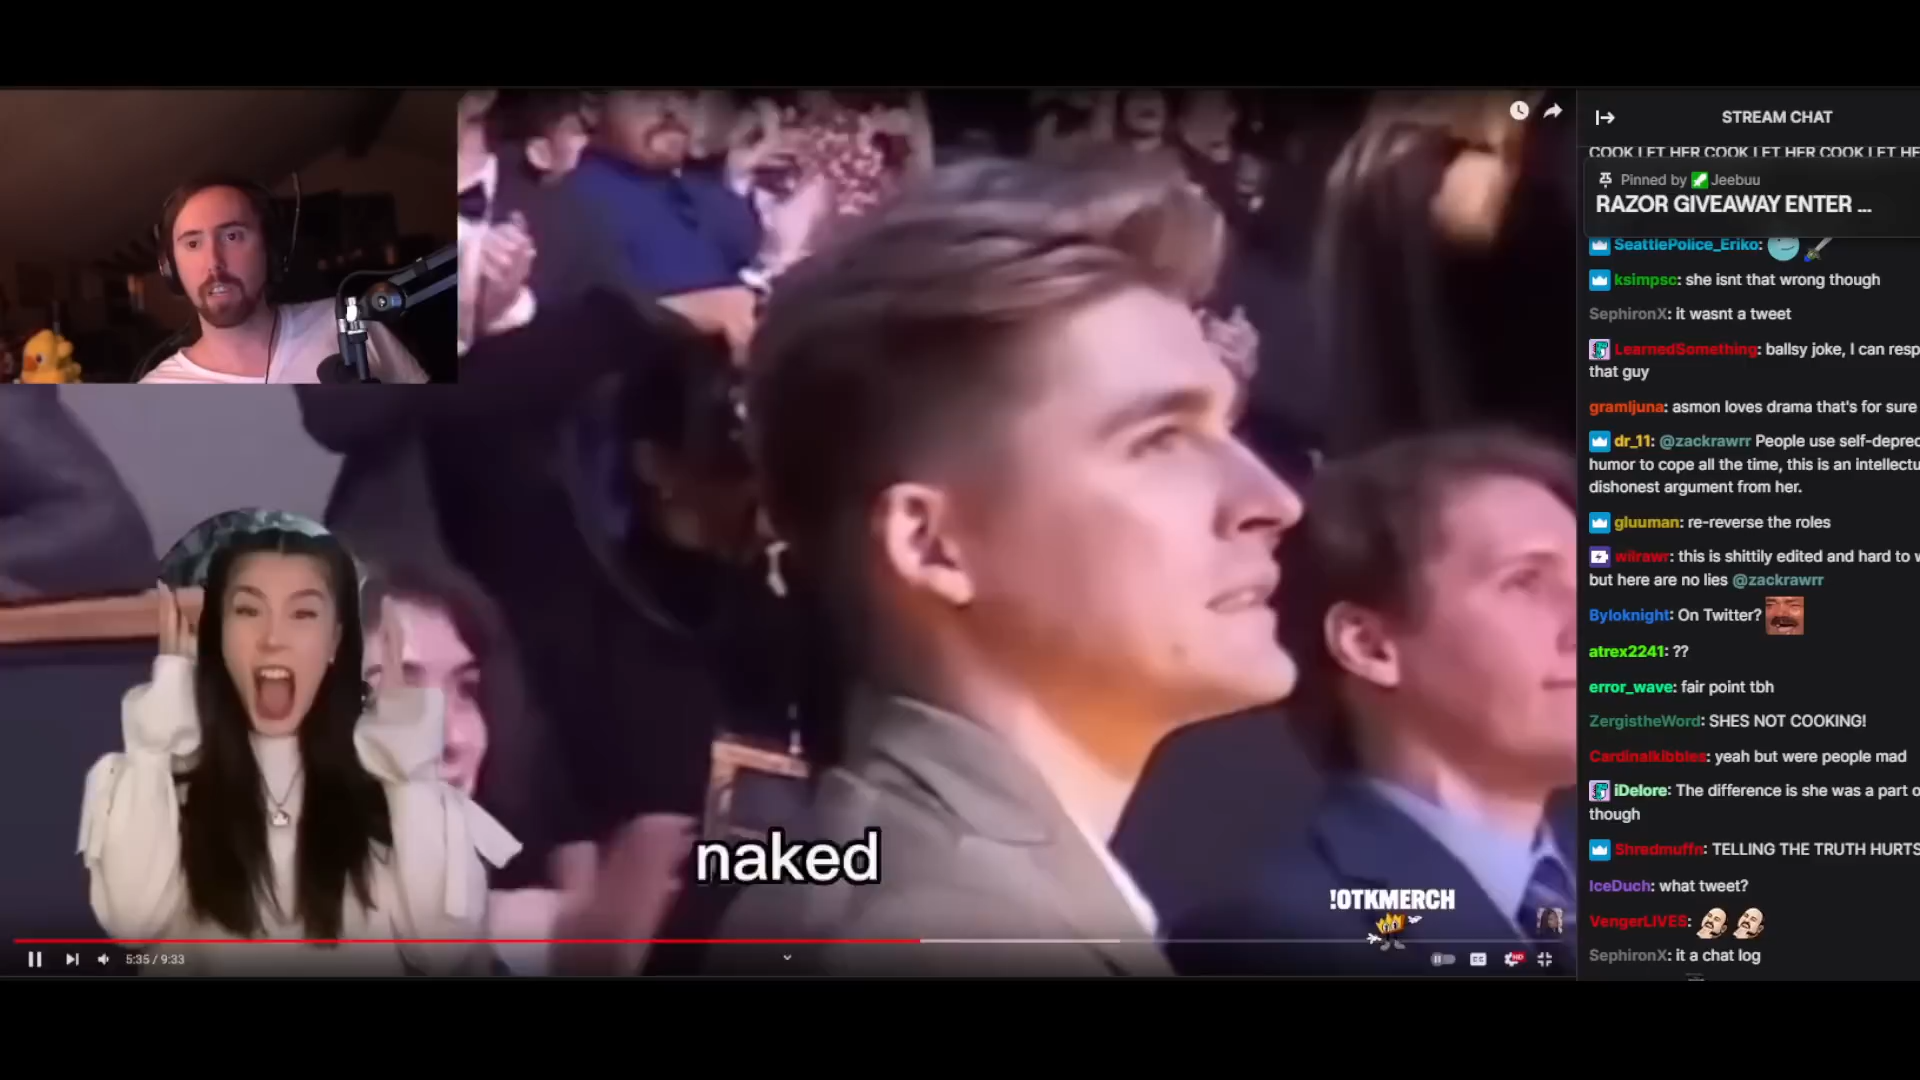 STREAM CHAT
COOK LET HER COOK LET HER COOK LET HE
Pinned by Jeebuu
RAZOR GIVEAWAY ENTER ...
SeattlePolice_Eriko:
ksimpsc: she isnt that wrong though
SephironX: it wasnt a tweet
LearnedSomething: ballsy joke, I can resp
that guy
gramljuna: asmon loves drama that's for sure
dr_11: @zackrawrr People use self-deprec
humor to cope all the time, this is an intellectu
dishonest argument from her.
gluuman: re-reverse the roles
wilrawr: this is shittily edited and hard to w
but here are no lies @zackrawrr
Byloknight: On Twitter?
atrex2241: ??
error_wave: fair point tbh
ZergistheWord: SHES NOT COOKING!
Cardinalkibbles: yeah but were people mad
iDelore: The difference is she was a part o
though
Shredmuffn: TELLING THE TRUTH HURTS
IceDuch: what tweet?
VengerLIVES:
SephironX: it a chat log
naked
!OTKMERCH
5:35 / 9:33
CC
HD